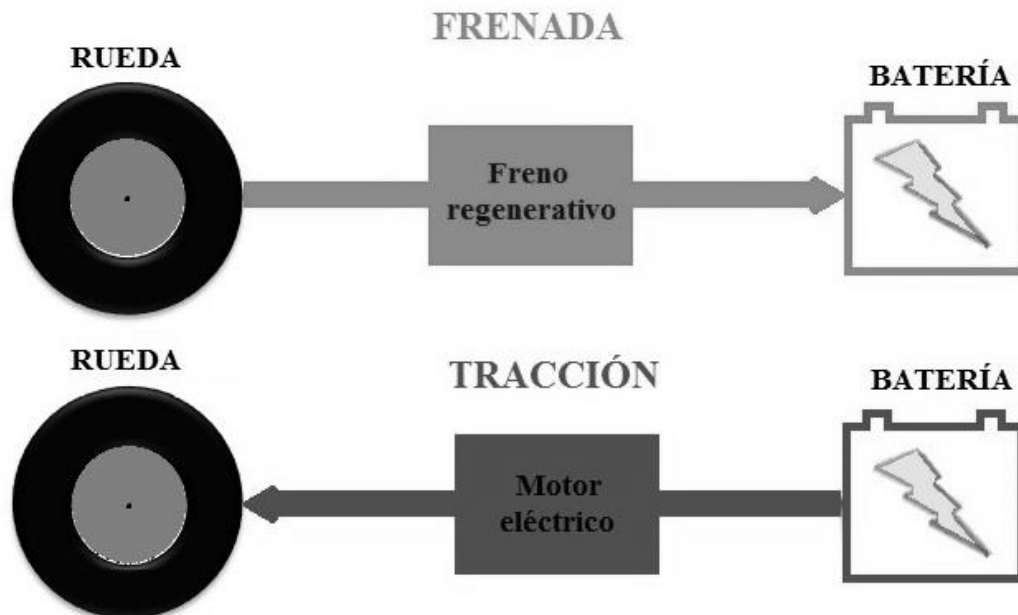 FRENADA
RUEDA
BATERÍA
Freno
regenerativo
RUEDA
TRACCIÓN
BATERÍA
Motor
eléctrico